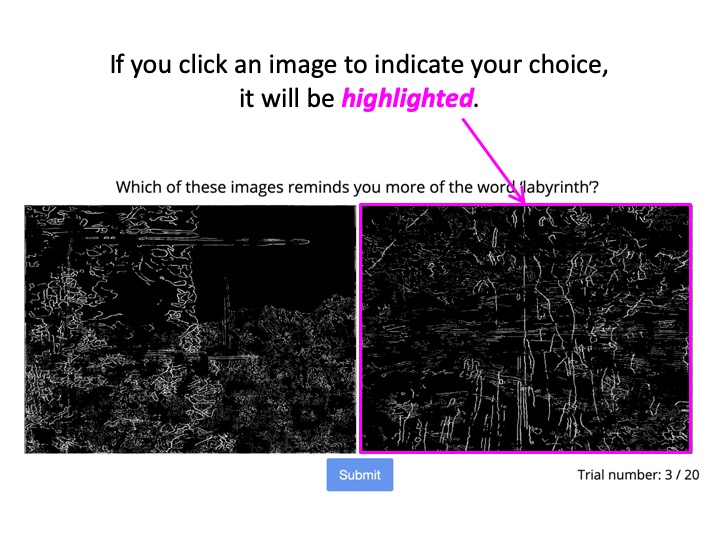 If you click an image to indicate your choice,
it will be highlighted.
Which of these images reminds you more of the word ‘labyrinth’?
Submit
Trial number: 3 / 20